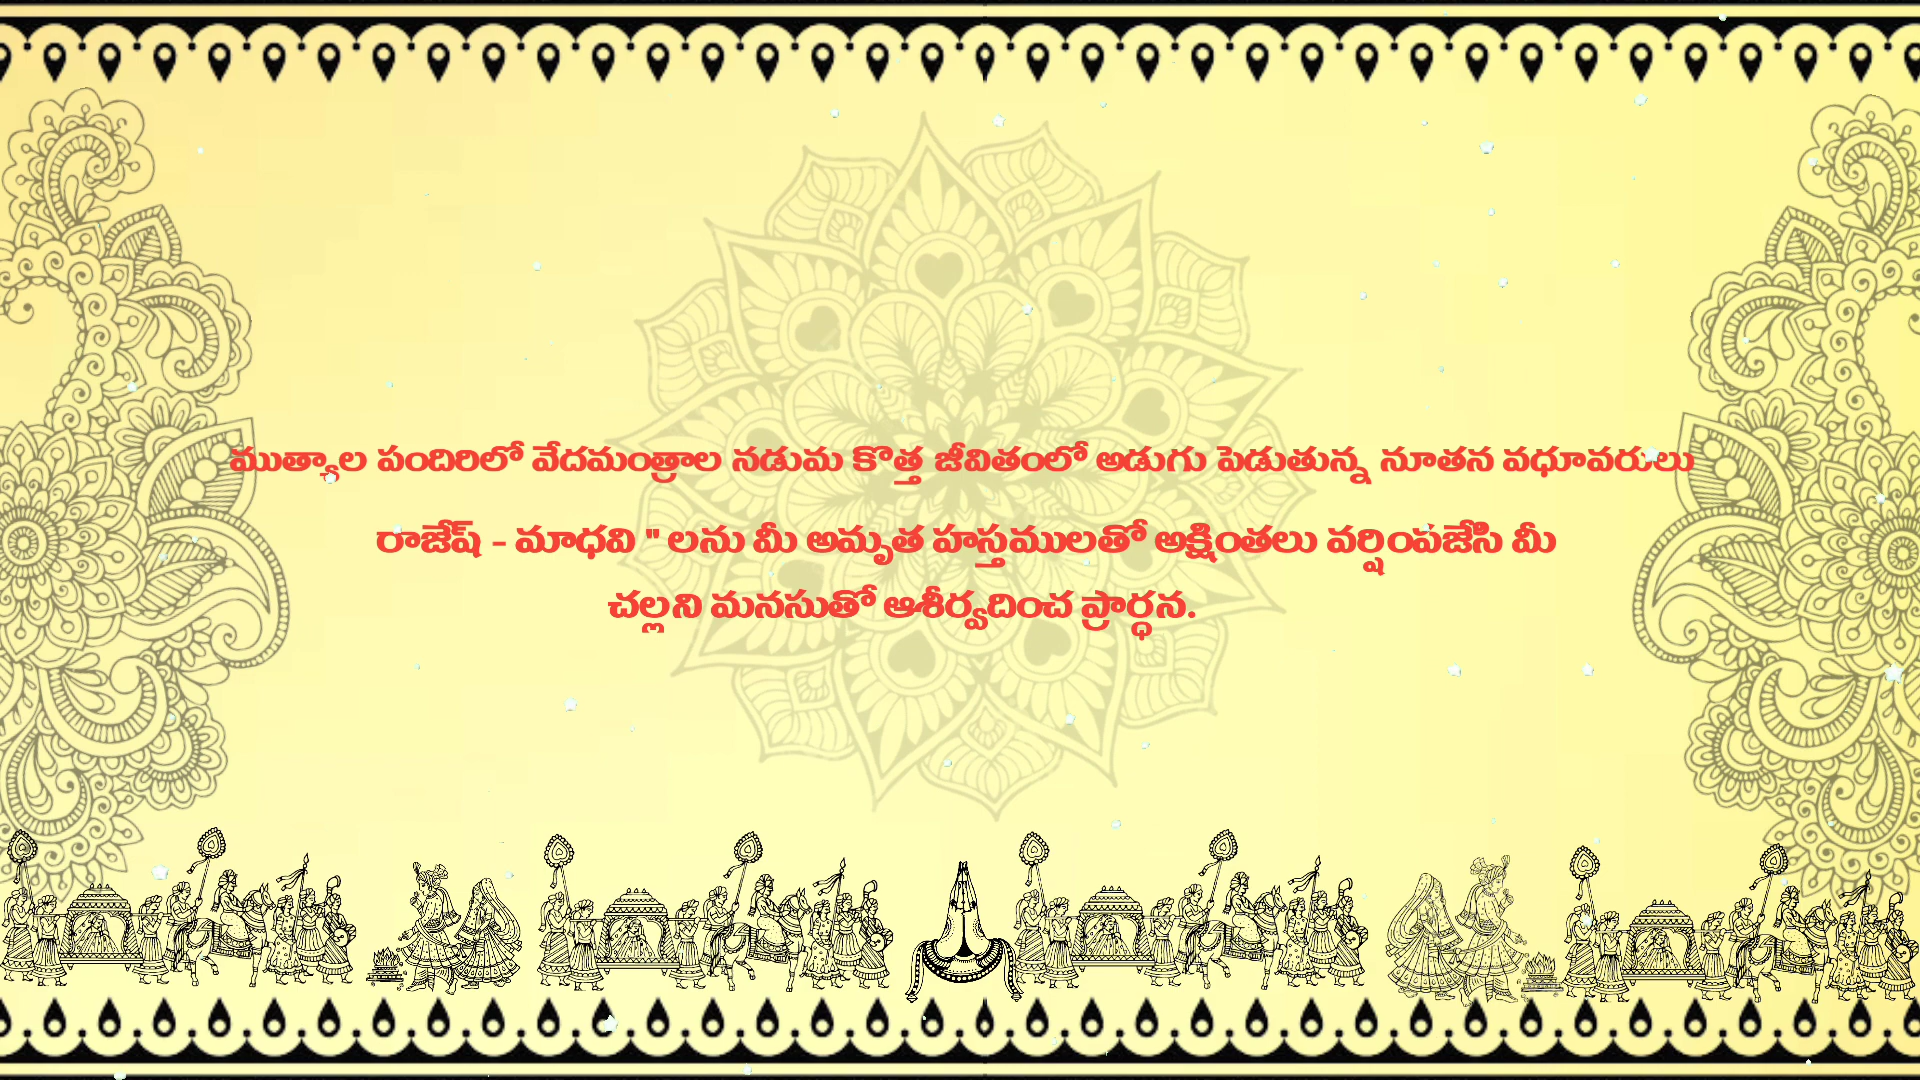 ముత్యాల పందిరిలో వేదమంత్రాల నడుమ కొత్త జీవితంలో అడుగు పెడుతున్న నూతన వధూవరులు
రాజేష్ - మాధవి " లను మీ అమృత హస్తములతో అక్షింతలు వర్షింపజేసి మీ
చల్లని మనసుతో ఆశీర్వదించ ప్రార్ధన.